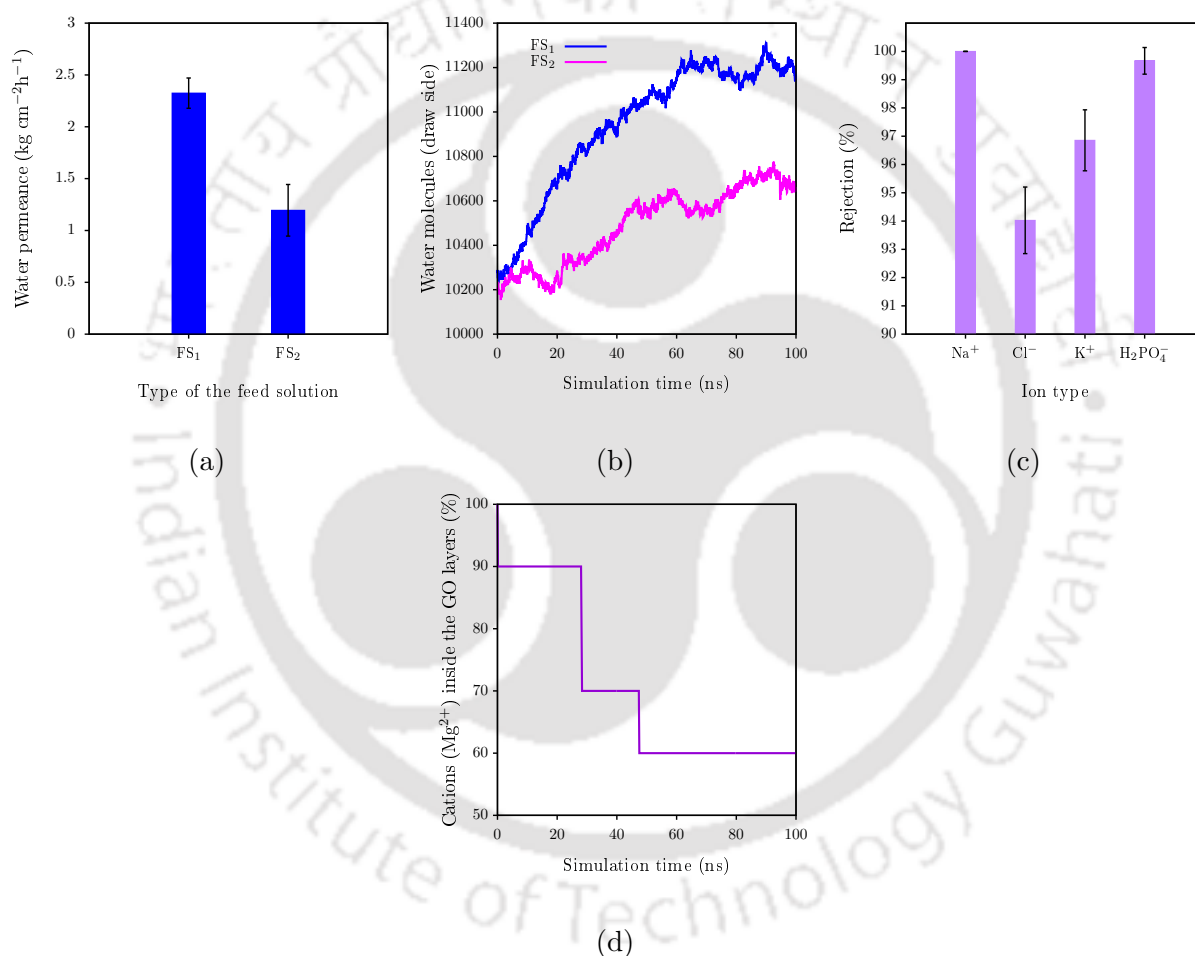 Water permeance (kg cm⁻²h⁻¹)
3
2.5
2
1.5
1
0.5
0
FS₁ FS₂
Type of the feed solution
(a)
Water molecules (draw side)
11400
11200
11000
10800
10600
10400
10200
10000
FS₁
FS₂
0 20 40 60 80 100
Simulation time (ns)
(b)
Rejection (%)
100
99
98
97
96
95
94
93
92
91
90
Na⁺ Cl⁻ K⁺ H₂PO₄⁻
Ion type
(c)
Cations (Mg²⁺) inside the GO layers (%)
100
90
80
70
60
50
0 20 40 60 80 100
Simulation time (ns)
(d)
Indian Institute of Technology Guwahati